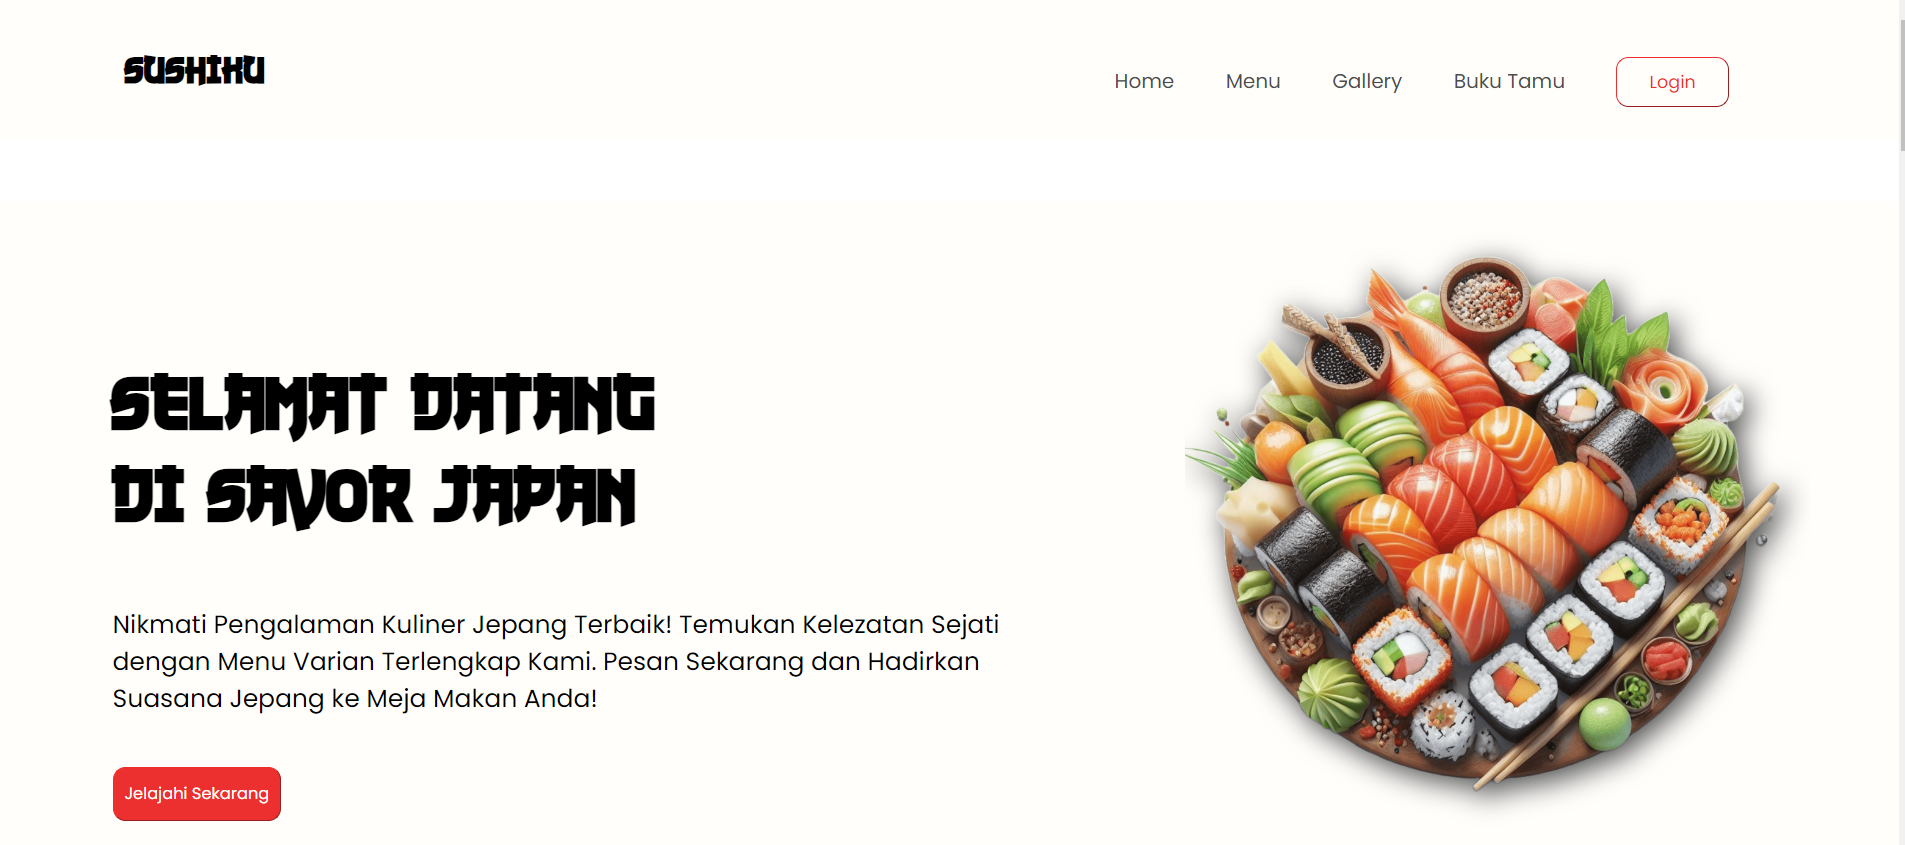 SUSHIKU
Home Menu Gallery Buku Tamu Login
SELAMAT DATANG
DI SAVOR JAPAN
Nikmati Pengalaman Kuliner Jepang Terbaik! Temukan Kelezatan Sejati
dengan Menu Varian Terlengkap Kami. Pesan Sekarang dan Hadirkan
Suasana Jepang ke Meja Makan Anda!
Jelajahi Sekarang